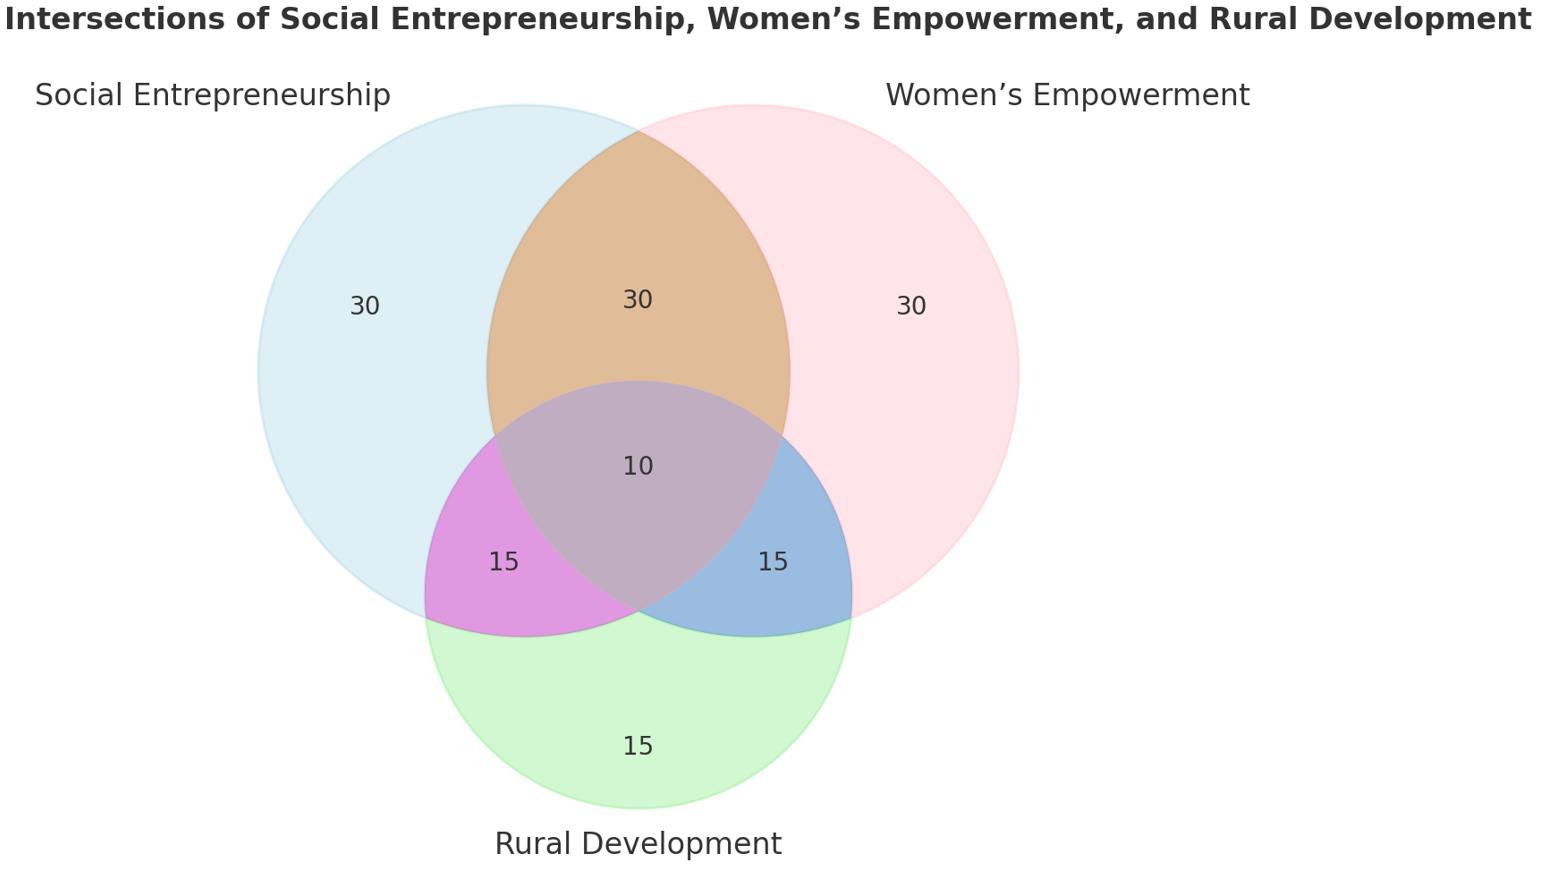 Intersections of Social Entrepreneurship, Women’s Empowerment, and Rural Development
Social Entrepreneurship
Women’s Empowerment
30
30
30
10
15
15
15
Rural Development